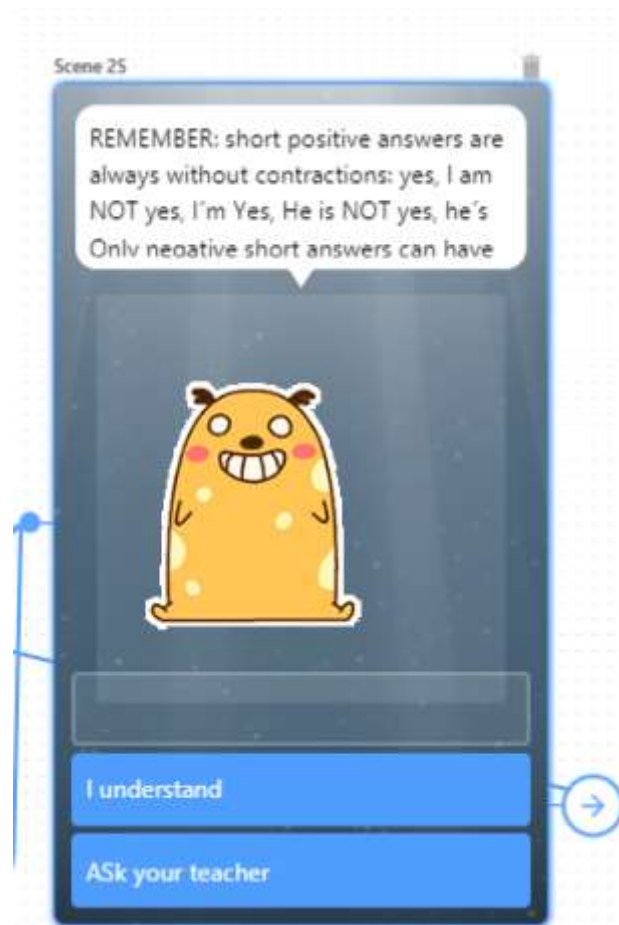 Scene 25
REMEMBER: short positive answers are
always without contractions: yes, I am
NOT yes, I´m Yes, He is NOT yes, he´s
Only negative short answers can have
I understand
ASk your teacher